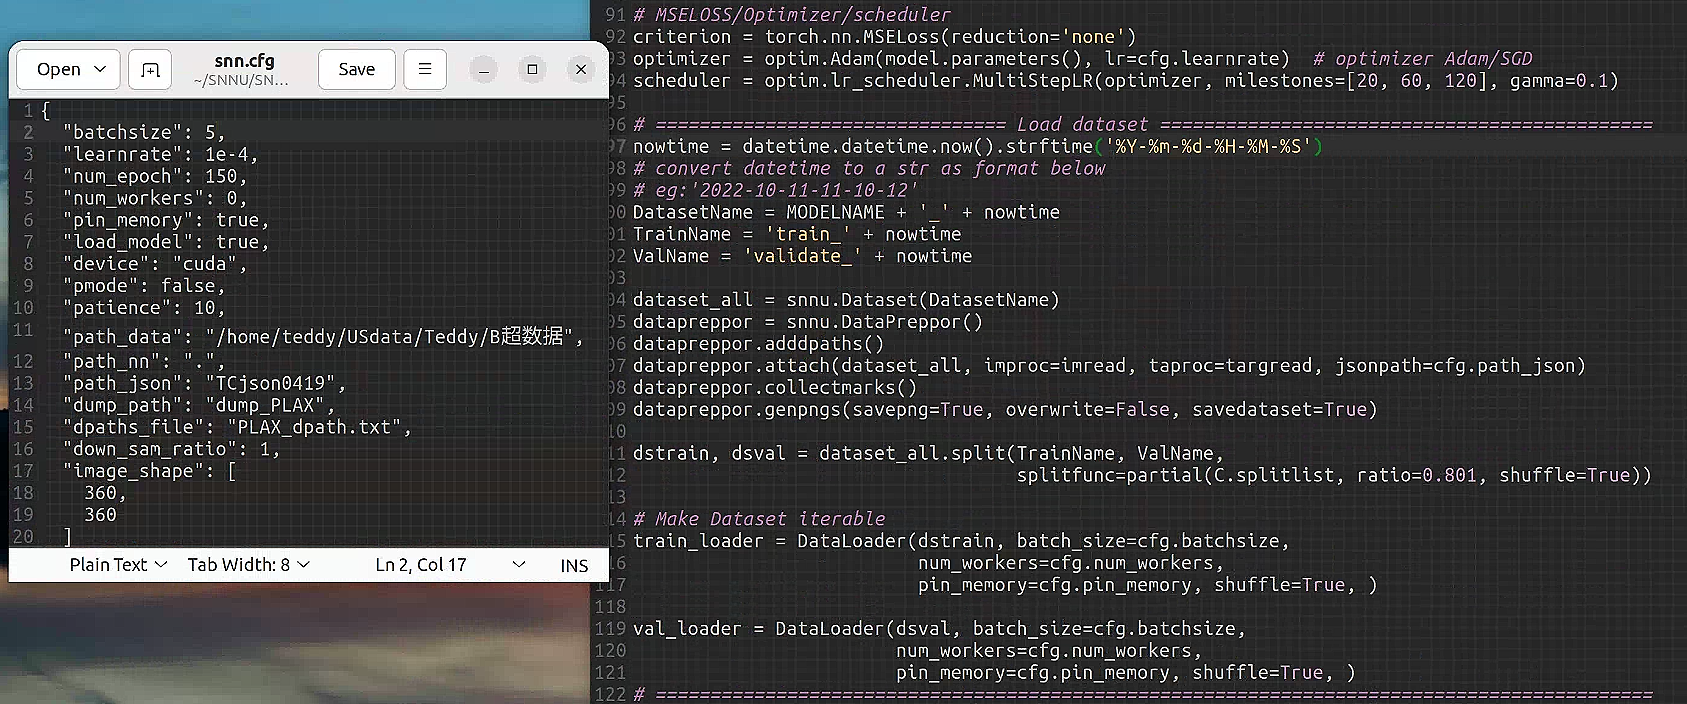 Open
snn.cfg
~/SNNU/SN...
Save
1 {
2 "batchsize": 5,
3 "learnrate": 1e-4,
4 "num_epoch": 150,
5 "num_workers": 0,
6 "pin_memory": true,
7 "load_model": true,
8 "device": "cuda",
9 "pmode": false,
10 "patience": 10,
11 "path_data": "/home/teddy/USdata/Teddy/B超数据",
12 "path_nn": ".",
13 "path_json": "TCjson0419",
14 "dump_path": "dump_PLAX",
15 "dpaths_file": "PLAX_dpath.txt",
16 "down_sam_ratio": 1,
17 "image_shape": [
18 360,
19 360
20 ]
Plain Text Tab Width: 8 Ln 2, Col 17 INS
91 # MSELOSS/Optimizer/scheduler
92 criterion = torch.nn.MSELoss(reduction='none')
93 optimizer = optim.Adam(model.parameters(), lr=cfg.learnrate)  # optimizer Adam/SGD
94 scheduler = optim.lr_scheduler.MultiStepLR(optimizer, milestones=[20, 60, 120], gamma=0.1)
95
96 # ================================ Load dataset =============================================
97 nowtime = datetime.datetime.now().strftime('%Y-%m-%d-%H-%M-%S')
98 # convert datetime to a str as format below
99 # eg:'2022-10-11-11-10-12'
00 DatasetName = MODELNAME + '_' + nowtime
01 TrainName = 'train_' + nowtime
02 ValName = 'validate_' + nowtime
03
04 dataset_all = snnu.Dataset(DatasetName)
05 datapreppor = snnu.DataPreppor()
06 datapreppor.adddpaths()
07 datapreppor.attach(dataset_all, improc=imread, taproc=targread, jsonpath=cfg.path_json)
08 datapreppor.collectmarks()
09 datapreppor.genpngs(savepng=True, overwrite=False, savedataset=True)
10
11 dstrain, dsval = dataset_all.split(TrainName, ValName,
12 splitfunc=partial(C.splitlist, ratio=0.801, shuffle=True))
13
14 # Make Dataset iterable
15 train_loader = DataLoader(dstrain, batch_size=cfg.batchsize,
16 num_workers=cfg.num_workers,
117 pin_memory=cfg.pin_memory, shuffle=True, )
118
119 val_loader = DataLoader(dsval, batch_size=cfg.batchsize,
120 num_workers=cfg.num_workers,
121 pin_memory=cfg.pin_memory, shuffle=True, )
122 # ===========================================================================================